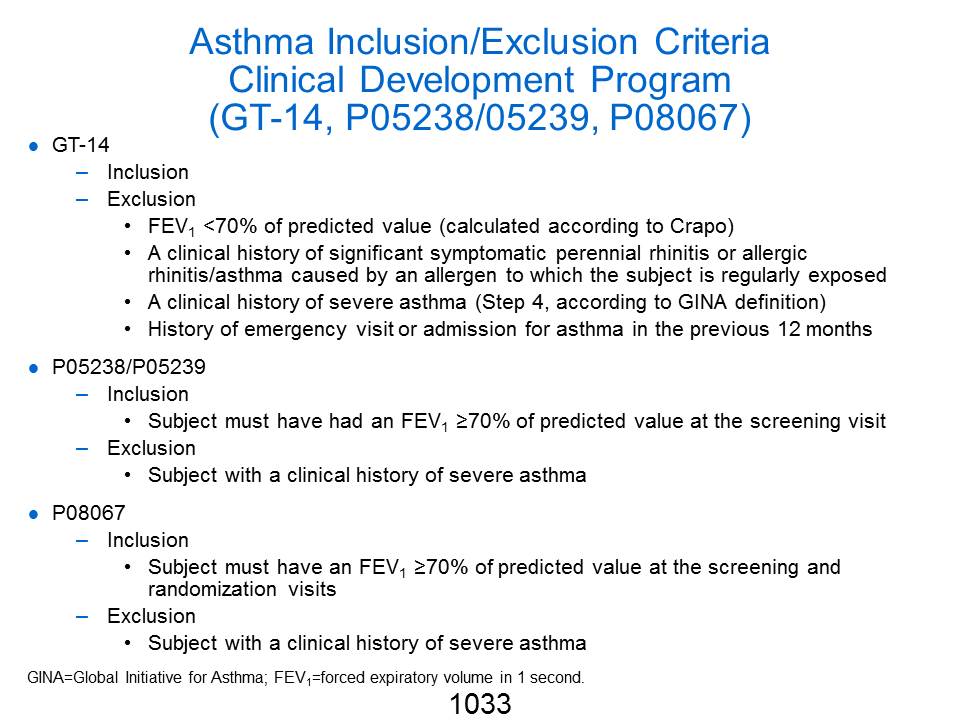 Asthma Inclusion/Exclusion Criteria
Clinical Development Program
(GT-14, P05238/05239, P08067)
● GT-14
– Inclusion
– Exclusion
• FEV₁ <70% of predicted value (calculated according to Crapo)
• A clinical history of significant symptomatic perennial rhinitis or allergic
rhinitis/asthma caused by an allergen to which the subject is regularly exposed
• A clinical history of severe asthma (Step 4, according to GINA definition)
• History of emergency visit or admission for asthma in the previous 12 months
● P05238/P05239
– Inclusion
• Subject must have had an FEV₁ ≥70% of predicted value at the screening visit
– Exclusion
• Subject with a clinical history of severe asthma
● P08067
– Inclusion
• Subject must have an FEV₁ ≥70% of predicted value at the screening and
randomization visits
– Exclusion
• Subject with a clinical history of severe asthma
GINA=Global Initiative for Asthma; FEV₁=forced expiratory volume in 1 second.
1033